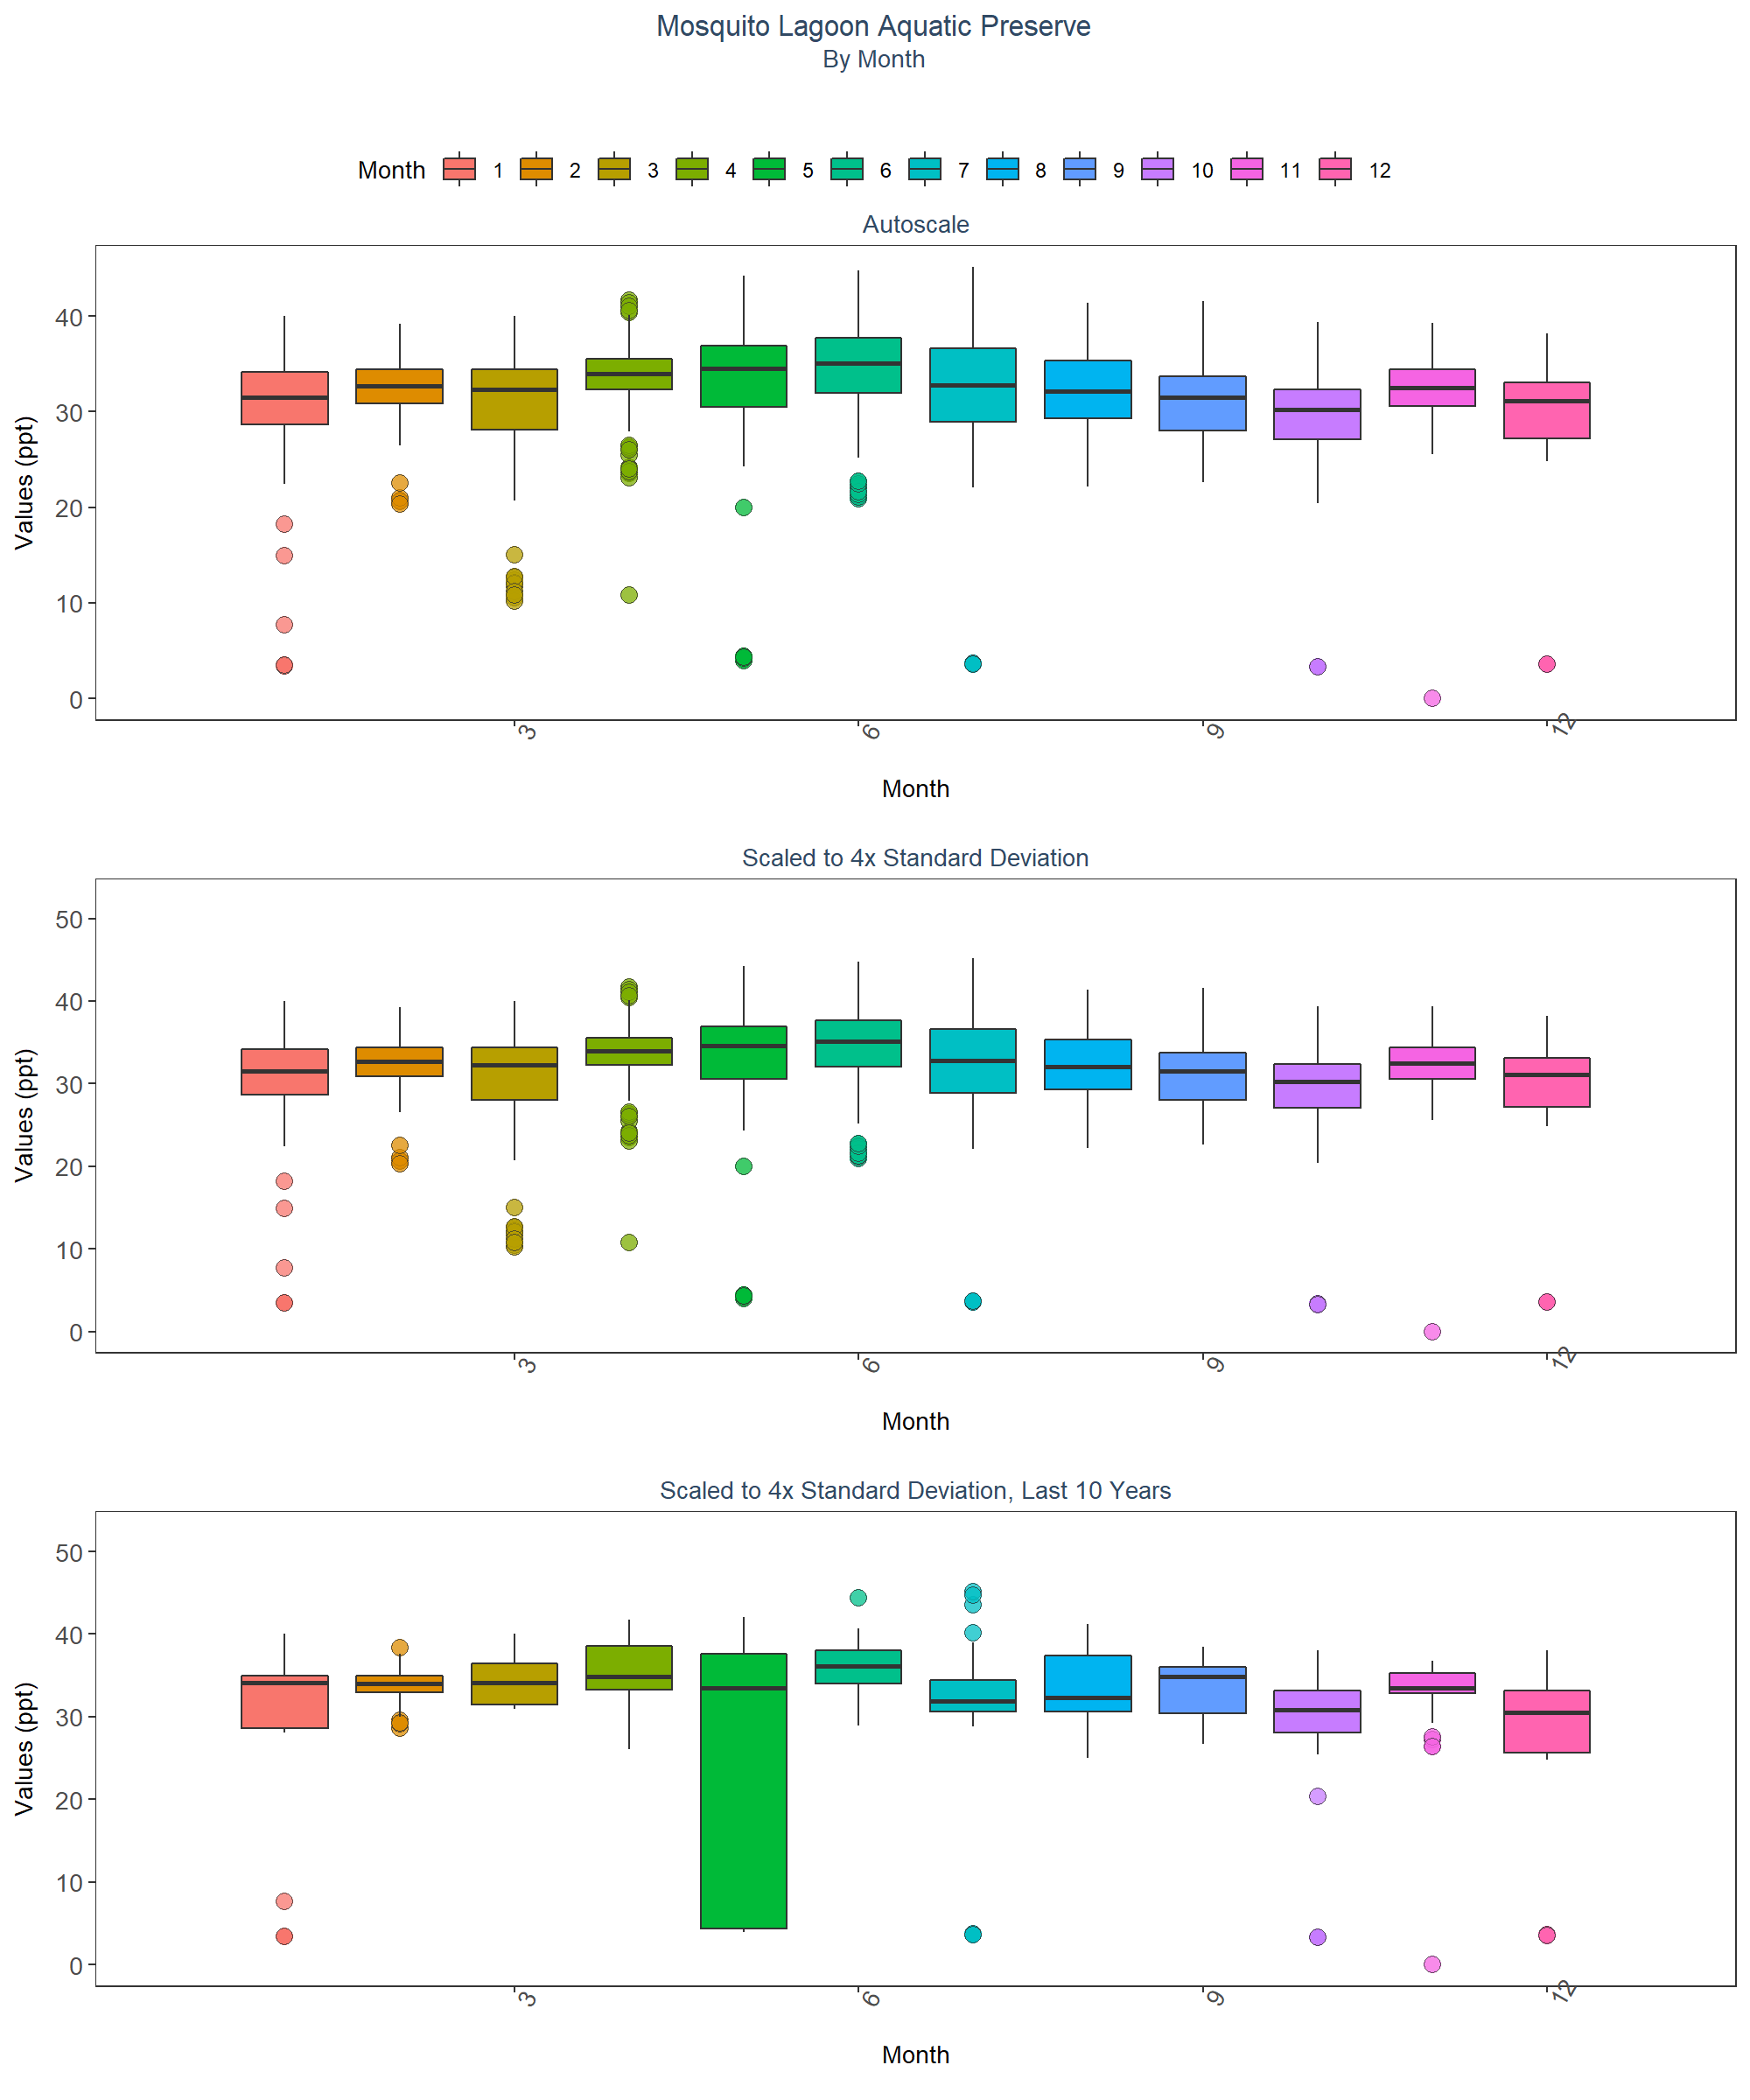 Mosquito Lagoon Aquatic Preserve
By Month
Month 1 2 3 4 5 6 7 8 9 10 11 12
Autoscale
40
30
20
10
0
Values (ppt)
3 6 9 12
Month
Scaled to 4x Standard Deviation
50
40
30
20
10
0
Values (ppt)
3 6 9 12
Month
Scaled to 4x Standard Deviation, Last 10 Years
50
40
30
20
10
0
Values (ppt)
3 6 9 12
Month